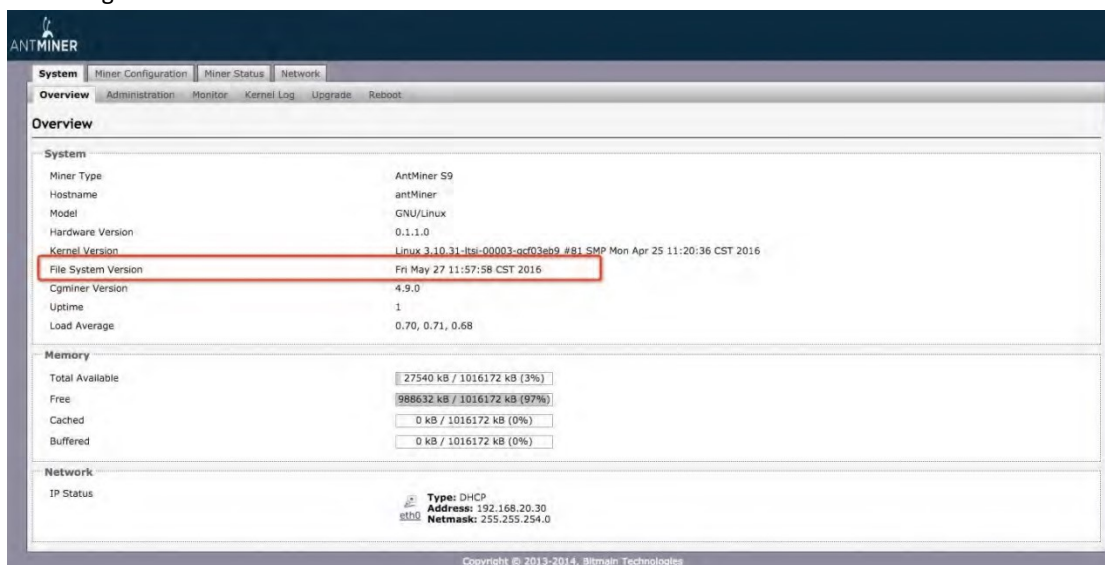 ANTMINER
System Miner Configuration Miner Status Network
Overview Administration Monitor Kernel Log Upgrade Reboot
Overview
System
Miner Type AntMiner S9
Hostname antMiner
Model GNU/Linux
Hardware Version 0.1.1.0
Kernel Version Linux 3.10.31-ltsi-00003-gcf03eb9 #81 SMP Mon Apr 25 11:20:36 CST 2016
File System Version Fri May 27 11:57:58 CST 2016
Cgminer Version 4.9.0
Uptime 1
Load Average 0.70, 0.71, 0.68
Memory
Total Available 27540 kB / 1016172 kB (3%)
Free 988632 kB / 1016172 kB (97%)
Cached 0 kB / 1016172 kB (0%)
Buffered 0 kB / 1016172 kB (0%)
Network
IP Status Type: DHCP
Address: 192.168.20.30
eth0 Netmask: 255.255.254.0
Copyright © 2013-2014, Bitmain Technologies